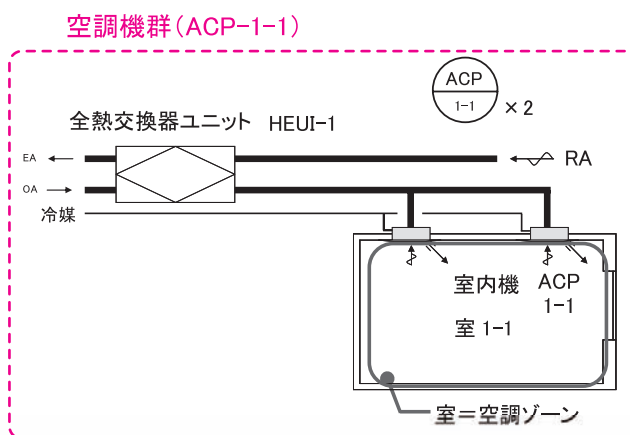 空調機群(ACP-1-1)
ACP
1-1
×2
全熱交換器ユニット HEUI-1
EA
RA
OA
冷媒
室内機
ACP
1-1
室 1-1
室=空調ゾーン